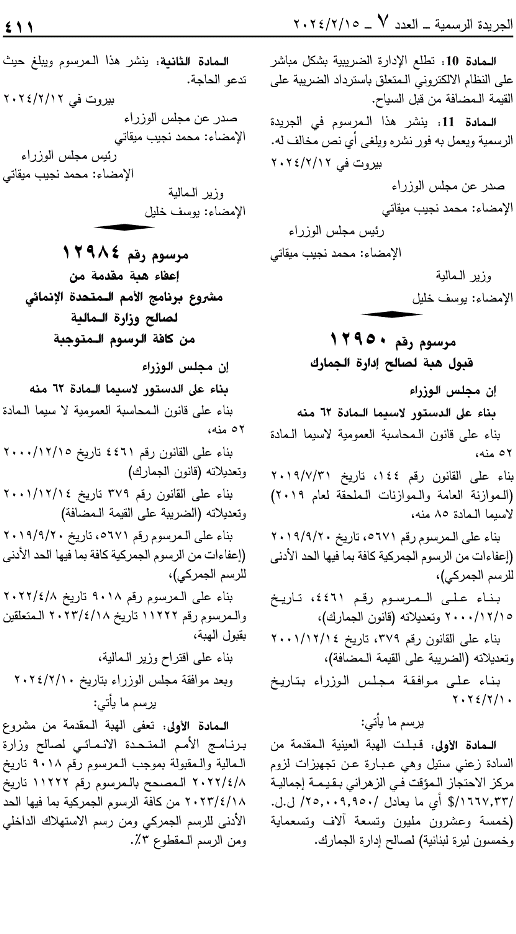 الجريدة الرسمية ــ العدد ٧ ــ ٢٠٢٤/٢/١٥
٤١١
المادة 10: تطلع الإدارة الضريبية بشكل مباشر
على النظام الالكتروني المتعلق باسترداد الضريبة على
القيمة المضافة من قبل السياح.
المادة 11: ينشر هذا المرسوم في الجريدة
الرسمية ويعمل به فور نشره ويلغى أي نص مخالف له.
بيروت في ٢٠٢٤/٢/١٢
صدر عن مجلس الوزراء
الإمضاء: محمد نجيب ميقاتي
رئيس مجلس الوزراء
الإمضاء: محمد نجيب ميقاتي
وزير المالية
الإمضاء: يوسف خليل
مرسوم رقم ١٢٩٥٠
قبول هبة لصالح إدارة الجمارك
إن مجلس الوزراء
بناء على الدستور لاسيما المادة ٦٢ منه
بناء على قانون المحاسبة العمومية لاسيما المادة
٥٢ منه،
بناء على القانون رقم ١٤٤، تاريخ ٢٠١٩/٧/٣١
(الموازنة العامة والموازنات الملحقة لعام ٢٠١٩)
لاسيما المادة ٨٥ منه،
بناء على المرسوم رقم ٥٦٧١، تاريخ ٢٠١٩/٩/٢٠
(إعفاءات من الرسوم الجمركية كافة بما فيها الحد الأدنى
للرسم الجمركي)،
بناء على المرسوم رقم ٤٤٦١، تاريخ
٢٠٠٠/١٢/١٥ وتعديلاته (قانون الجمارك)،
بناء على القانون رقم ٣٧٩، تاريخ ٢٠٠١/١٢/١٤
وتعديلاته (الضريبة على القيمة المضافة)،
بناء على موافقة مجلس الوزراء بتاريخ
٢٠٢٤/٢/١٠
يرسم ما يأتي:
المادة الأولى: قبلت الهبة العينية المقدمة من
السادة زعني ستيل وهي عبارة عن تجهيزات لزوم
مركز الاحتجاز المؤقت في الزهراني بقيمة إجمالية
/١٦٦٧,٣٣/$ أي ما يعادل /٢٥,٠٠٩,٩٥٠/ ل.ل.
(خمسة وعشرون مليون وتسعة آلاف وتسعماية
وخمسون ليرة لبنانية) لصالح إدارة الجمارك.
المادة الثانية: ينشر هذا المرسوم ويبلغ حيث
تدعو الحاجة.
بيروت في ٢٠٢٤/٢/١٢
صدر عن مجلس الوزراء
الإمضاء: محمد نجيب ميقاتي
رئيس مجلس الوزراء
الإمضاء: محمد نجيب ميقاتي
وزير المالية
الإمضاء: يوسف خليل
مرسوم رقم ١٢٩٨٤
إعفاء هبة مقدمة من
مشروع برنامج الأمم المتحدة الإنمائي
لصالح وزارة المالية
من كافة الرسوم المتوجبة
إن مجلس الوزراء
بناء على الدستور لاسيما المادة ٦٢ منه
بناء على قانون المحاسبة العمومية لا سيما المادة
٥٢ منه،
بناء على القانون رقم ٤٤٦١ تاريخ ٢٠٠٠/١٢/١٥
وتعديلاته (قانون الجمارك)
بناء على القانون رقم ٣٧٩ تاريخ ٢٠٠١/١٢/١٤
وتعديلاته (الضريبة على القيمة المضافة)
بناء على المرسوم رقم ٥٦٧١، تاريخ ٢٠١٩/٩/٢٠
(إعفاءات من الرسوم الجمركية كافة بما فيها الحد الأدنى
للرسم الجمركي)،
بناء على المرسوم رقم ٩٠١٨ تاريخ ٢٠٢٢/٤/٨
والمرسوم رقم ١١٢٢٢ تاريخ ٢٠٢٣/٤/١٨ المتعلقين
بقبول الهبة،
بناء على اقتراح وزير المالية،
وبعد موافقة مجلس الوزراء بتاريخ ٢٠٢٤/٢/١٠
يرسم ما يأتي:
المادة الأولى: تعفى الهبة المقدمة من مشروع
برنامج الأمم المتحدة الانمائي لصالح وزارة
المالية والمقبولة بموجب المرسوم رقم ٩٠١٨ تاريخ
٢٠٢٢/٤/٨ المصحح بالمرسوم رقم ١١٢٢٢ تاريخ
٢٠٢٣/٤/١٨ من كافة الرسوم الجمركية بما فيها الحد
الأدنى للرسم الجمركي ومن رسم الاستهلاك الداخلي
ومن الرسم المقطوع ٣٪.